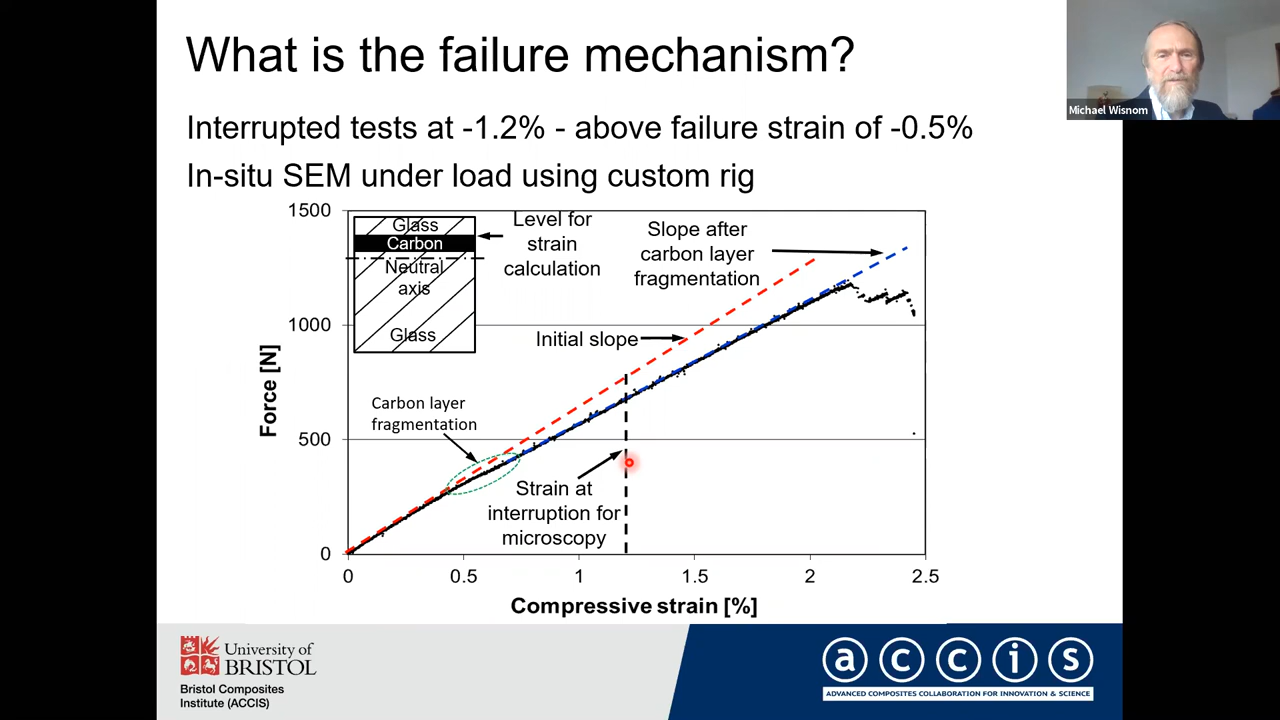 What is the failure mechanism?
Michael Wisnom
Interrupted tests at -1.2% - above failure strain of -0.5%
In-situ SEM under load using custom rig
1500
1000
500
0
Force [N]
Glass
Carbon
Neutral
axis
Glass
Level for
strain
calculation
Slope after
carbon layer
fragmentation
Initial slope
Carbon layer
fragmentation
Strain at
interruption for
microscopy
0
0.5
1
1.5
2
2.5
Compressive strain [%]
University of
BRISTOL
Bristol Composites
Institute (ACCIS)
accis
ADVANCED COMPOSITES COLLABORATION FOR INNOVATION & SCIENCE